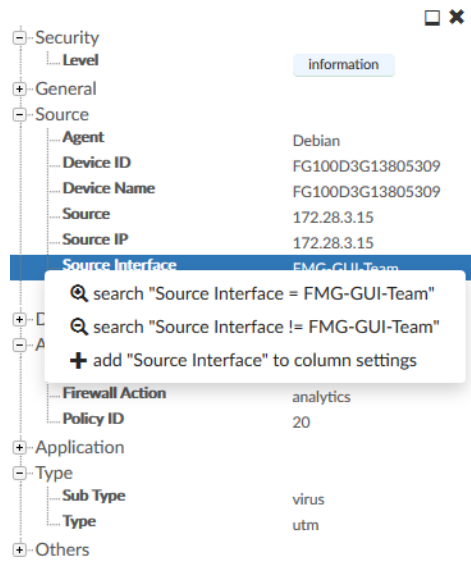 Security
Level information
General
Source
Agent Debian
Device ID FG100D3G13805309
Device Name FG100D3G13805309
Source 172.28.3.15
Source IP 172.28.3.15
Source Interface FMG-GUI-Team
search "Source Interface = FMG-GUI-Team"
search "Source Interface != FMG-GUI-Team"
add "Source Interface" to column settings
Firewall Action analytics
Policy ID 20
Application
Type
Sub Type virus
Type utm
Others